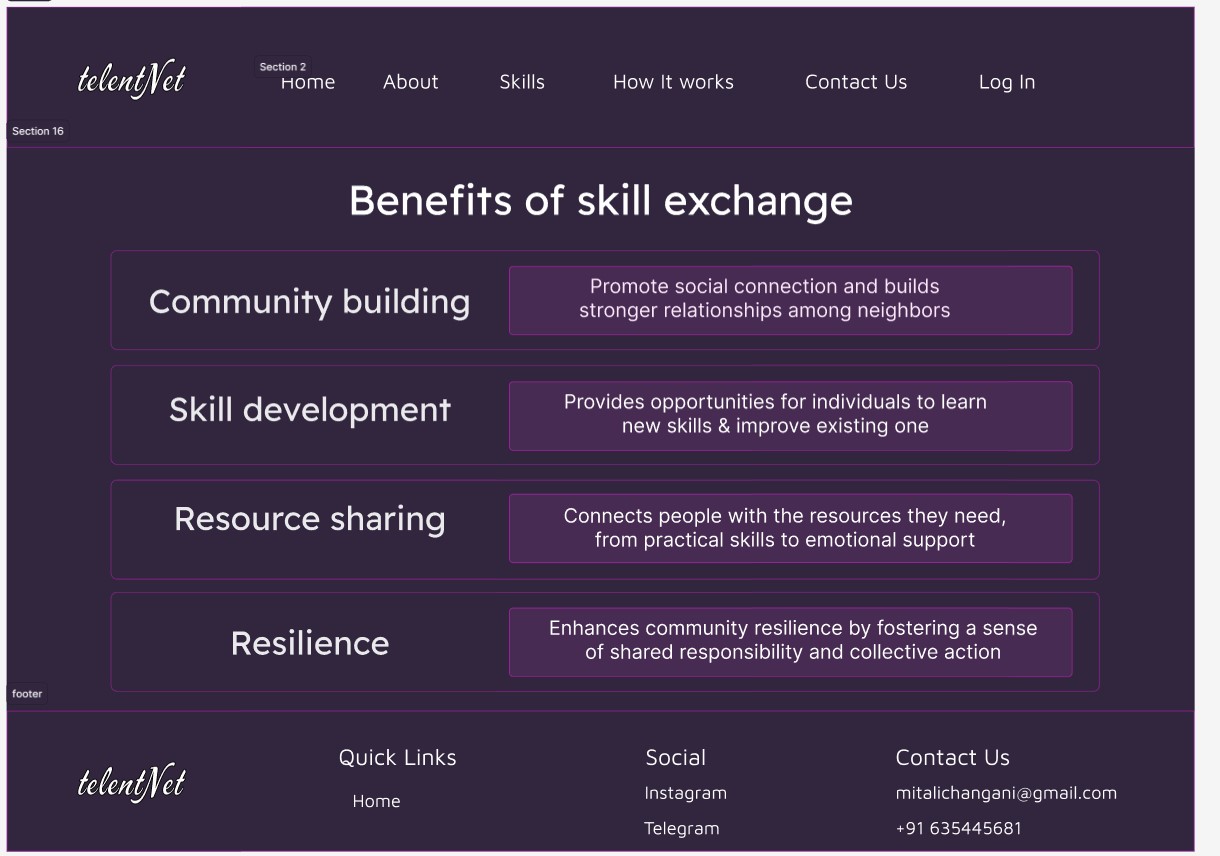 telentNet
Section 2
Home
About
Skills
How It works
Contact Us
Log In
Section 16
Benefits of skill exchange
Community building
Promote social connection and builds
stronger relationships among neighbors
Skill development
Provides opportunities for individuals to learn
new skills & improve existing one
Resource sharing
Connects people with the resources they need,
from practical skills to emotional support
Resilience
Enhances community resilience by fostering a sense
of shared responsibility and collective action
footer
telentNet
Quick Links
Home
Social
Instagram
Telegram
Contact Us
mitalichangani@gmail.com
+91 635445681